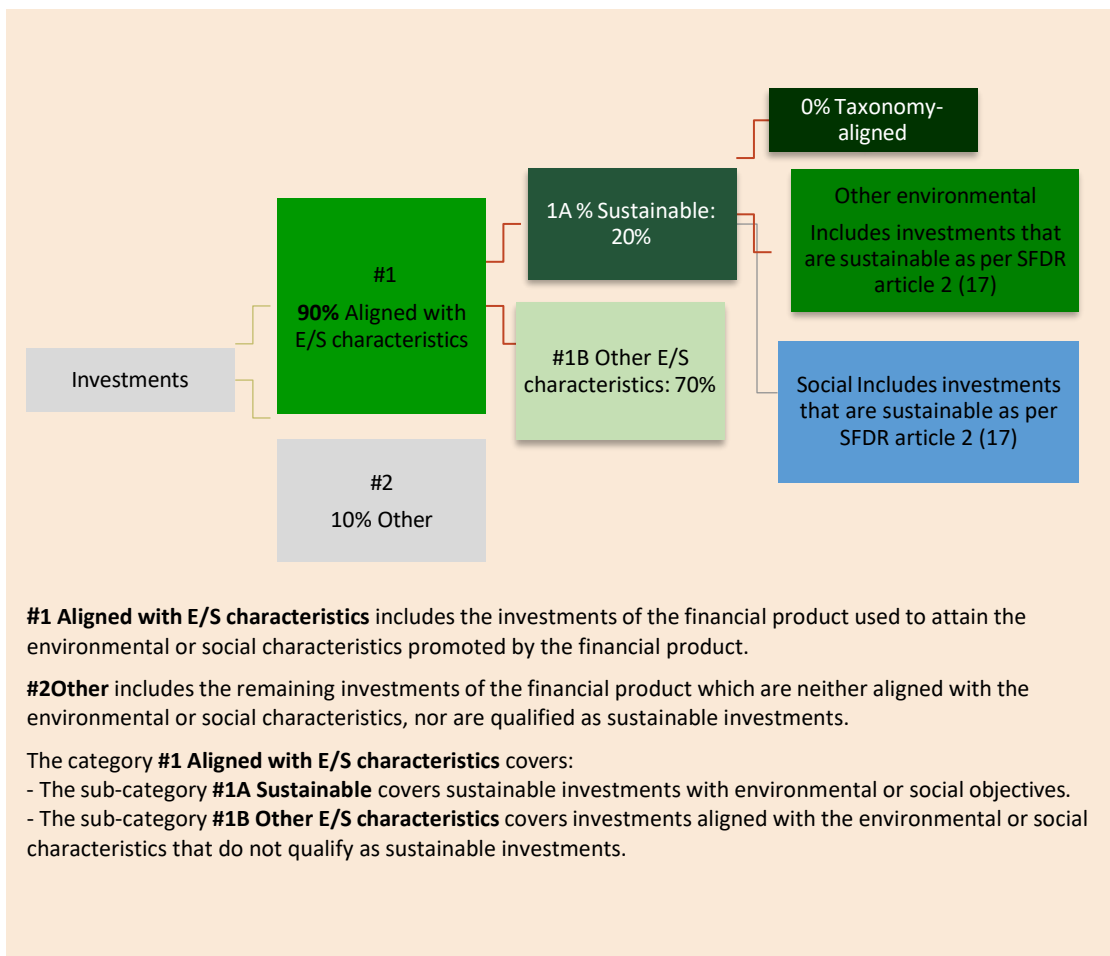 0% Taxonomy-
aligned
1A % Sustainable:
20%
Other environmental
Includes investments that
are sustainable as per SFDR
article 2 (17)
#1
90% Aligned with
E/S characteristics
#1B Other E/S
characteristics: 70%
Investments
Social Includes investments
that are sustainable as per
SFDR article 2 (17)
#2
10% Other
#1 Aligned with E/S characteristics includes the investments of the financial product used to attain the
environmental or social characteristics promoted by the financial product.
#2Other includes the remaining investments of the financial product which are neither aligned with the
environmental or social characteristics, nor are qualified as sustainable investments.
The category #1 Aligned with E/S characteristics covers:
- The sub-category #1A Sustainable covers sustainable investments with environmental or social objectives.
- The sub-category #1B Other E/S characteristics covers investments aligned with the environmental or social
characteristics that do not qualify as sustainable investments.